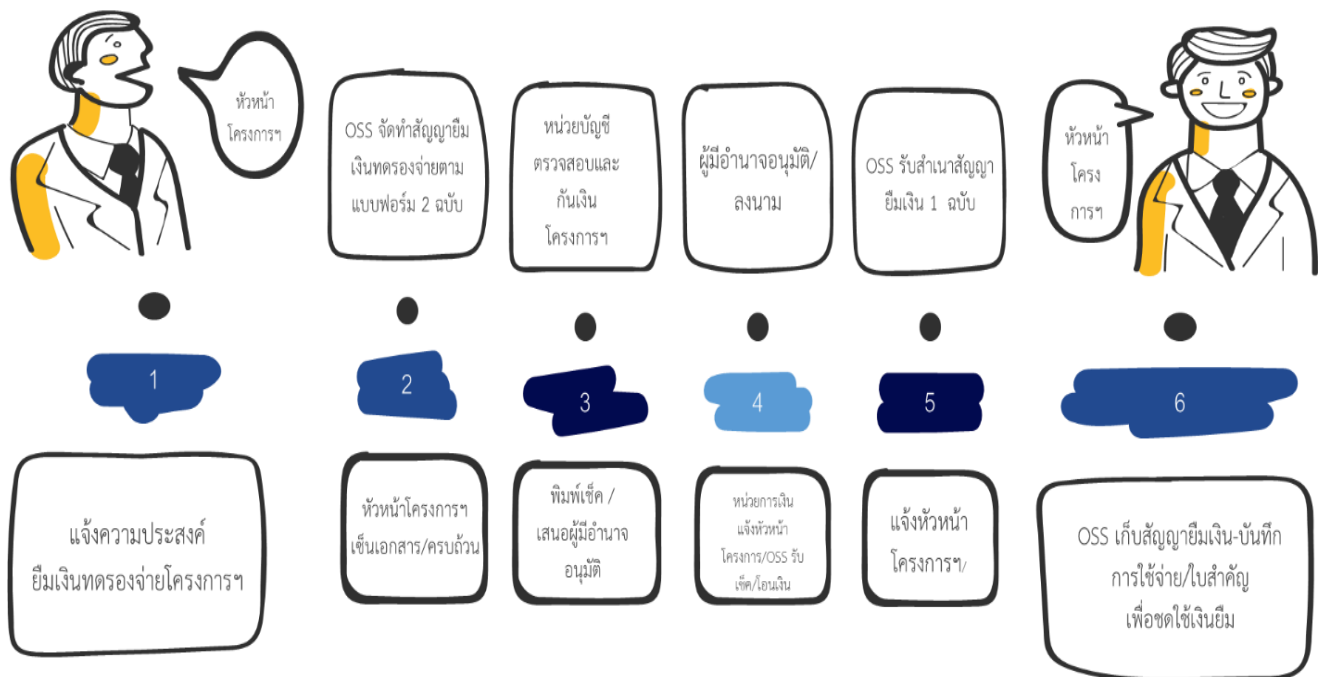 หัวหน้า
โครงการฯ
OSS จัดทำสัญญายืม
เงินทดรองจ่ายตาม
แบบฟอร์ม 2 ฉบับ
หน่วยบัญชี
ตรวจสอบและ
กันเงิน
โครงการฯ
ผู้มีอำนาจอนุมัติ/
ลงนาม
OSS รับสำเนาสัญญา
ยืมเงิน 1 ฉบับ
หัวหน้า
โครง
การฯ
1
2
3
4
5
6
แจ้งความประสงค์
ยืมเงินทดรองจ่ายโครงการฯ
หัวหน้าโครงการฯ
เซ็นเอกสาร/ครบถ้วน
พิมพ์เช็ค /
เสนอผู้มีอำนาจ
อนุมัติ
หน่วยการเงิน
แจ้งหัวหน้า
โครงการ/OSS รับ
เช็ค/โอนเงิน
แจ้งหัวหน้า
โครงการฯ/
OSS เก็บสัญญายืมเงิน-บันทึก
การใช้จ่าย/ใบสำคัญ
เพื่อชดใช้เงินยืม